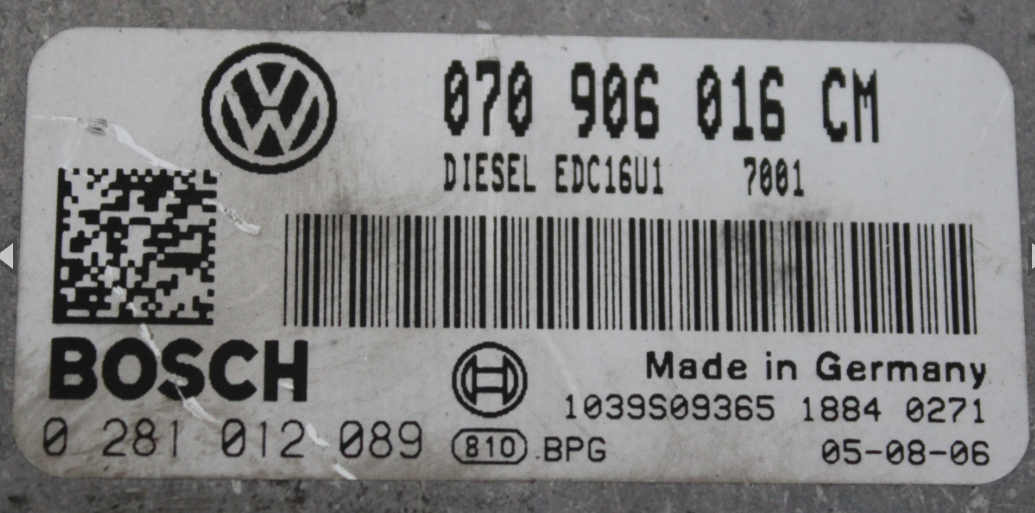 VW
070 906 016 CM
DIESEL EDC16U1 7001
BOSCH
Made in Germany
1039S09365 1884 0271
0 281 012 089
810 BPG
05-08-06